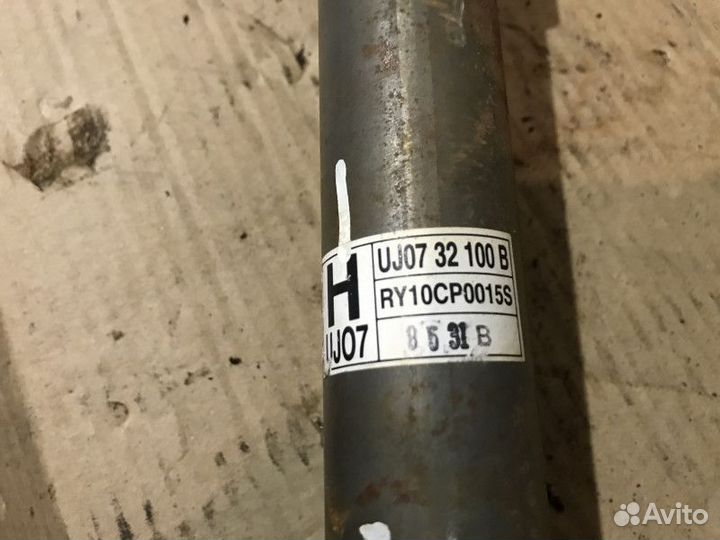 H
UJ07
UJ07 32 100 B
RY10CP0015S
8 5 31 B
Avito